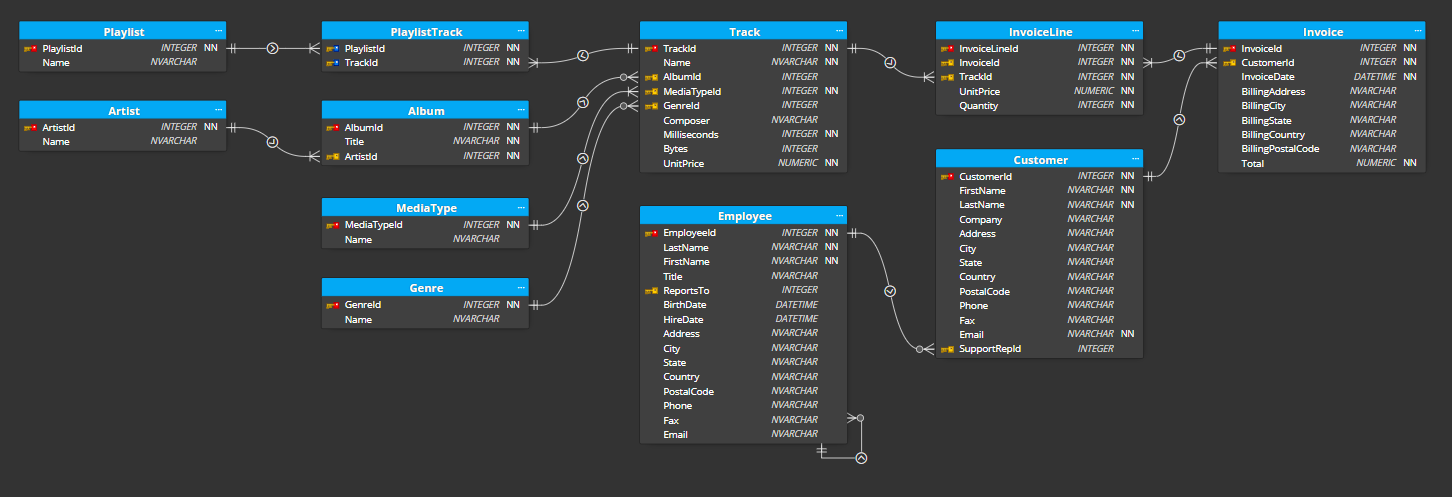 Playlist ...
PlaylistId INTEGER NN
Name NVARCHAR
PlaylistTrack ...
PlaylistId INTEGER NN
TrackId INTEGER NN
Track ...
TrackId INTEGER NN
Name NVARCHAR NN
AlbumId INTEGER
MediaTypeId INTEGER NN
GenreId INTEGER
Composer NVARCHAR
Milliseconds INTEGER NN
Bytes INTEGER
UnitPrice NUMERIC NN
InvoiceLine ...
InvoiceLineId INTEGER NN
InvoiceId INTEGER NN
TrackId INTEGER NN
UnitPrice NUMERIC NN
Quantity INTEGER NN
Invoice ...
InvoiceId INTEGER NN
CustomerId INTEGER NN
InvoiceDate DATETIME NN
BillingAddress NVARCHAR
BillingCity NVARCHAR
BillingState NVARCHAR
BillingCountry NVARCHAR
BillingPostalCode NVARCHAR
Total NUMERIC NN
Artist ...
ArtistId INTEGER NN
Name NVARCHAR
Album ...
AlbumId INTEGER NN
Title NVARCHAR NN
ArtistId INTEGER NN
Customer ...
CustomerId INTEGER NN
FirstName NVARCHAR NN
LastName NVARCHAR NN
Company NVARCHAR
Address NVARCHAR
City NVARCHAR
State NVARCHAR
Country NVARCHAR
PostalCode NVARCHAR
Phone NVARCHAR
Fax NVARCHAR
Email NVARCHAR NN
SupportRepId INTEGER
MediaType ...
MediaTypeId INTEGER NN
Name NVARCHAR
Employee ...
EmployeeId INTEGER NN
LastName NVARCHAR NN
FirstName NVARCHAR NN
Title NVARCHAR
ReportsTo INTEGER
BirthDate DATETIME
HireDate DATETIME
Address NVARCHAR
City NVARCHAR
State NVARCHAR
Country NVARCHAR
PostalCode NVARCHAR
Phone NVARCHAR
Fax NVARCHAR
Email NVARCHAR
Genre ...
GenreId INTEGER NN
Name NVARCHAR